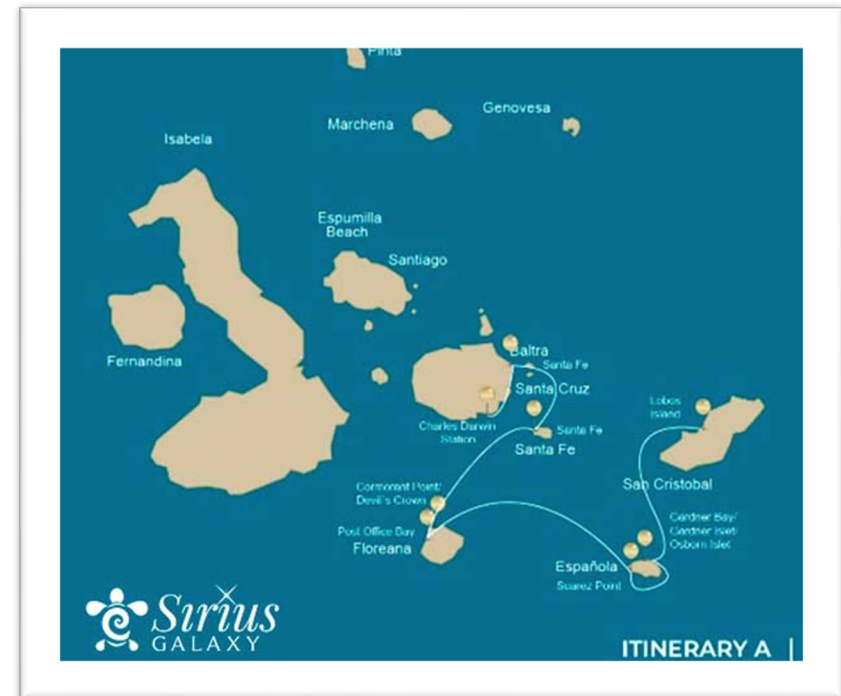 Pinta
Genovesa
Marchena
Isabela
Espumilla
Beach
Santiago
Fernandina
Baltra
Santa Fe
Santa Cruz
Lobos
Island
Charles Darwin
Station
Santa Fe
Santa Fe
San Cristobal
Cormorant Point/
Devil's Crown
Post Office Bay
Floreana
Gardner Bay/
Gardner Islet/
Osborn Islet
Española
Suarez Point
Sirius
GALAXY
ITINERARY A |